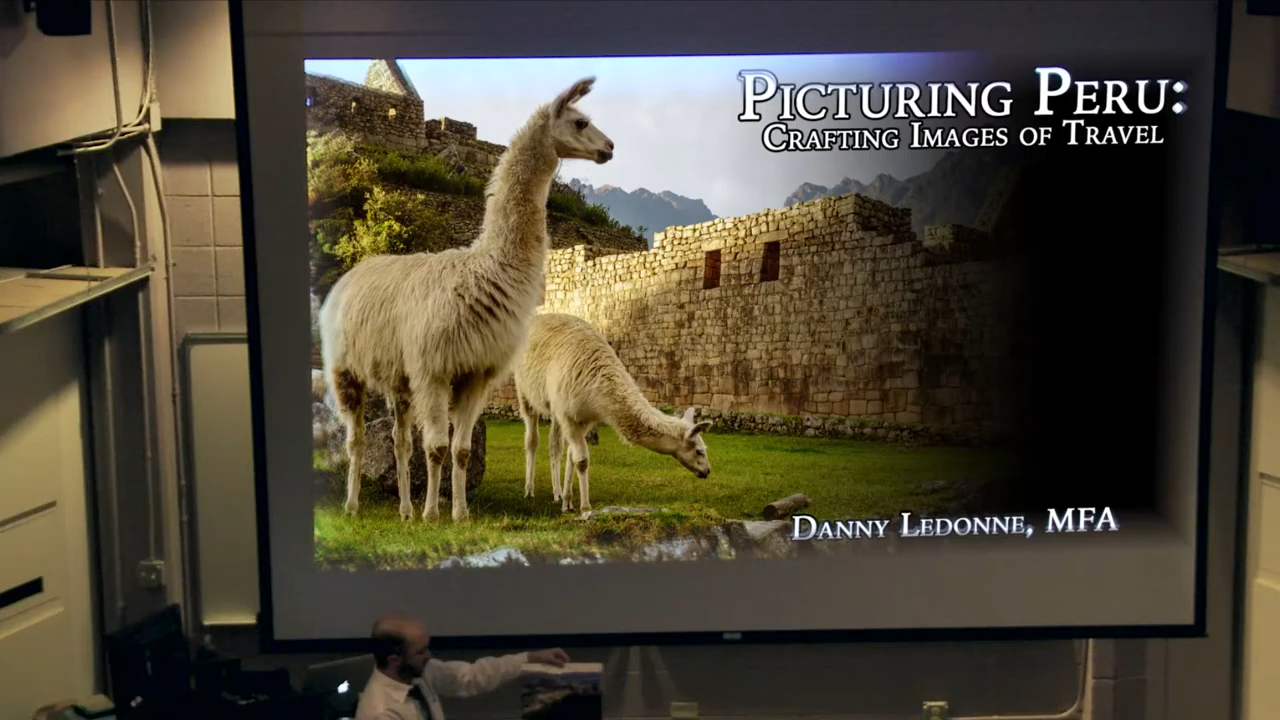 Picturing Peru:
Crafting Images of Travel
Danny Ledonne, MFA